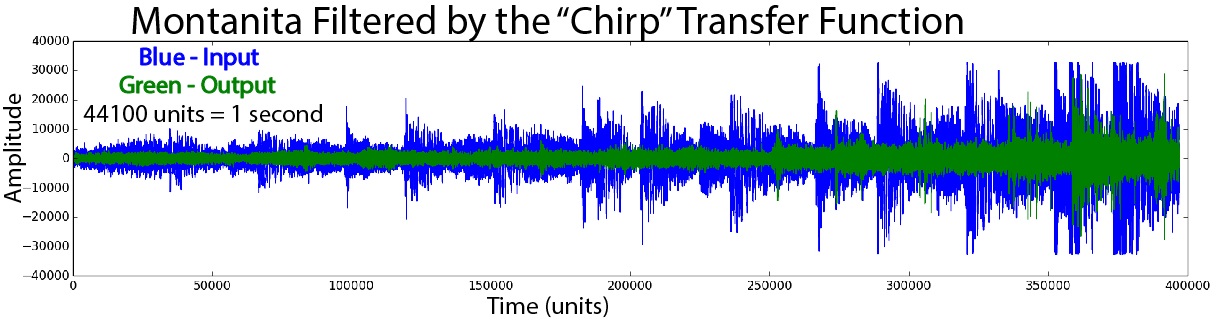 Montanita Filtered by the “Chirp” Transfer Function
40000
30000
20000
10000
0
−10000
−20000
−30000
−40000
Blue - Input
Green - Output
44100 units = 1 second
Amplitude
0 50000 100000 150000 200000 250000 300000 350000 400000
Time (units)